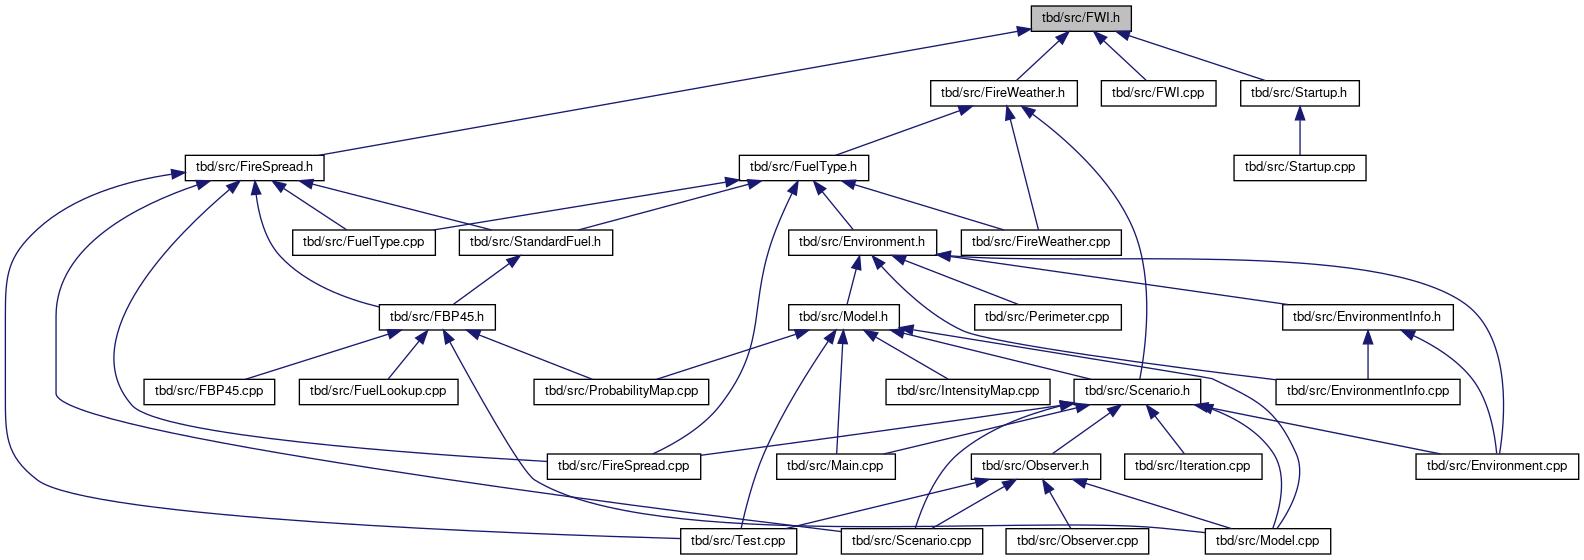 tbd/src/FWI.h
tbd/src/FireWeather.h
tbd/src/FWI.cpp
tbd/src/Startup.h
tbd/src/FireSpread.h
tbd/src/FuelType.h
tbd/src/Startup.cpp
tbd/src/FuelType.cpp
tbd/src/StandardFuel.h
tbd/src/Environment.h
tbd/src/FireWeather.cpp
tbd/src/FBP45.h
tbd/src/Model.h
tbd/src/Perimeter.cpp
tbd/src/EnvironmentInfo.h
tbd/src/FBP45.cpp
tbd/src/FuelLookup.cpp
tbd/src/ProbabilityMap.cpp
tbd/src/IntensityMap.cpp
tbd/src/Scenario.h
tbd/src/EnvironmentInfo.cpp
tbd/src/FireSpread.cpp
tbd/src/Main.cpp
tbd/src/Observer.h
tbd/src/Iteration.cpp
tbd/src/Environment.cpp
tbd/src/Test.cpp
tbd/src/Scenario.cpp
tbd/src/Observer.cpp
tbd/src/Model.cpp